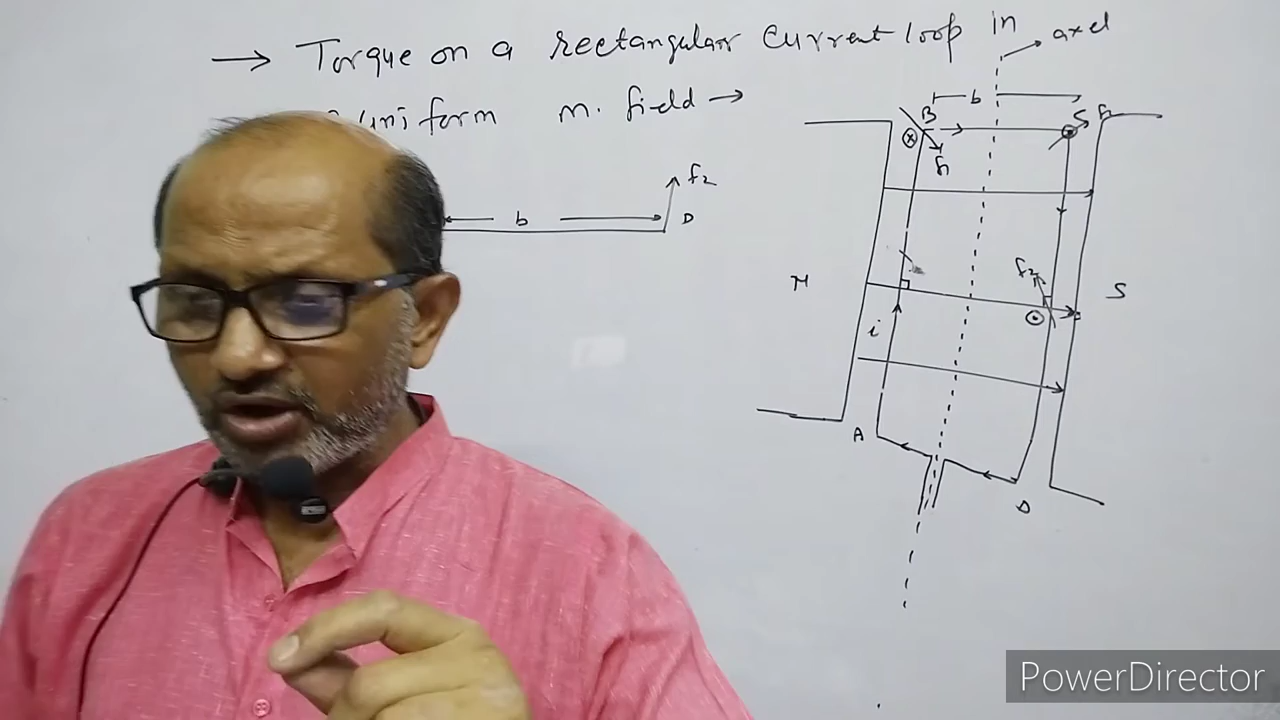 → Torque on a rectangular current loop in
uniform m. field →
axel
b
B
S
f1
f2
b
D
f2
S
i
A
D
PowerDirector